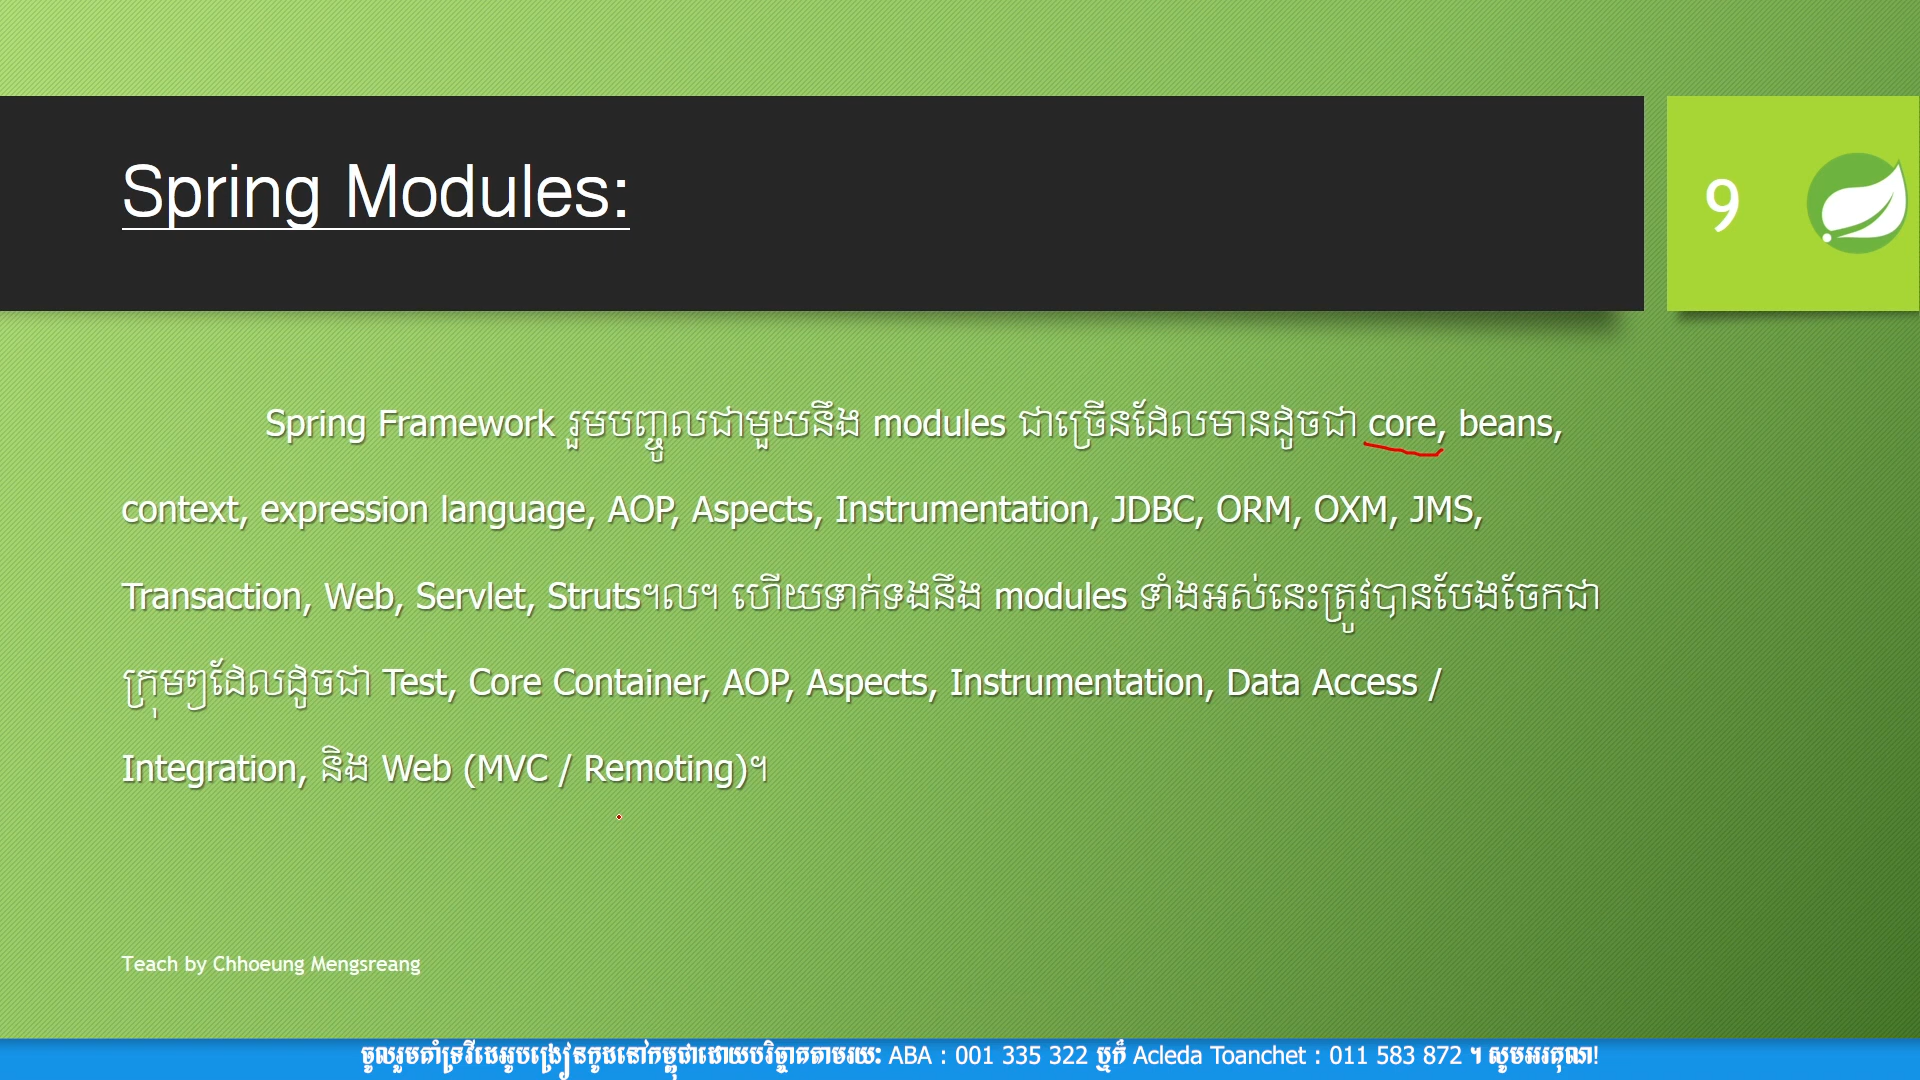 Spring Modules:
9
Spring Framework រួមបញ្ចូលជាមួយនឹង modules ជាច្រើនដែលមានដូចជា core, beans,
context, expression language, AOP, Aspects, Instrumentation, JDBC, ORM, OXM, JMS,
Transaction, Web, Servlet, Struts។ល។ ហើយទាក់ទងនឹង modules ទាំងអស់នេះត្រូវបានបែងចែកជា
ក្រុមៗដែលដូចជា Test, Core Container, AOP, Aspects, Instrumentation, Data Access /
Integration, និង Web (MVC / Remoting)។
Teach by Chhoeung Mengsreang
ចូលរួមគាំទ្រវីដេអូបង្រៀនកូដនៅកម្ពុជាដោយបរិច្ចាគតាមរយៈ ABA : 001 335 322 ឬក៏ Acleda Toanchet : 011 583 872 ។ សូមអរគុណ!